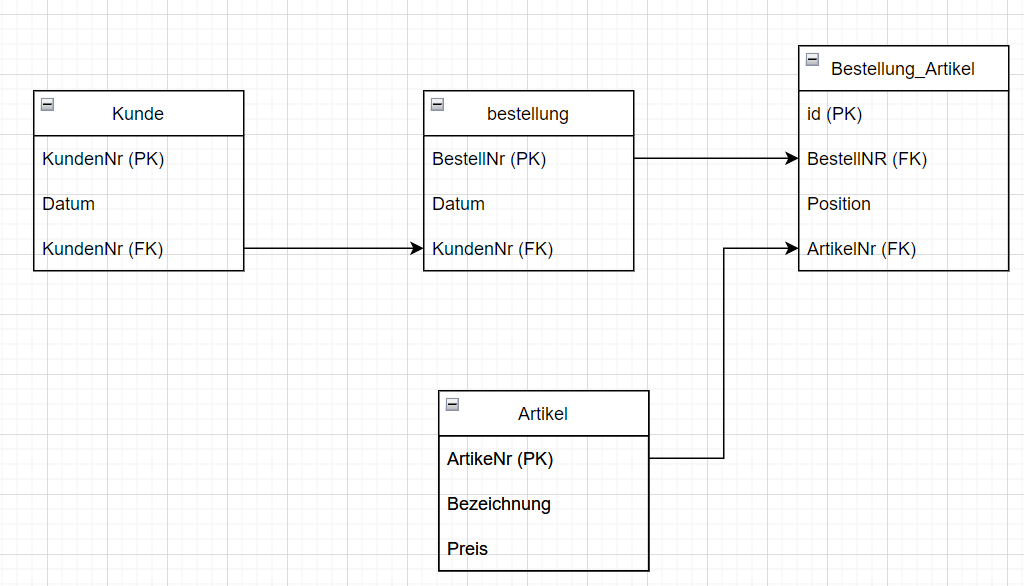 Kunde
KundenNr (PK)
Datum
KundenNr (FK)
bestellung
BestellNr (PK)
Datum
KundenNr (FK)
Bestellung_Artikel
id (PK)
BestellNR (FK)
Position
ArtikelNr (FK)
Artikel
ArtikeNr (PK)
Bezeichnung
Preis